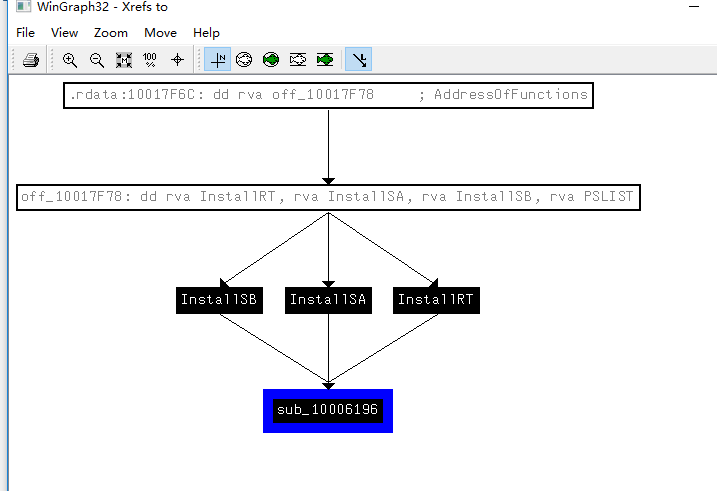 WinGraph32 - Xrefs to
File View Zoom Move Help
100 %
N
.rdata:10017F6C: dd rva off_10017F78 ; AddressOfFunctions
off_10017F78: dd rva InstallRT, rva InstallSA, rva InstallSB, rva PSLIST
InstallSB InstallSA InstallRT
sub_10006196